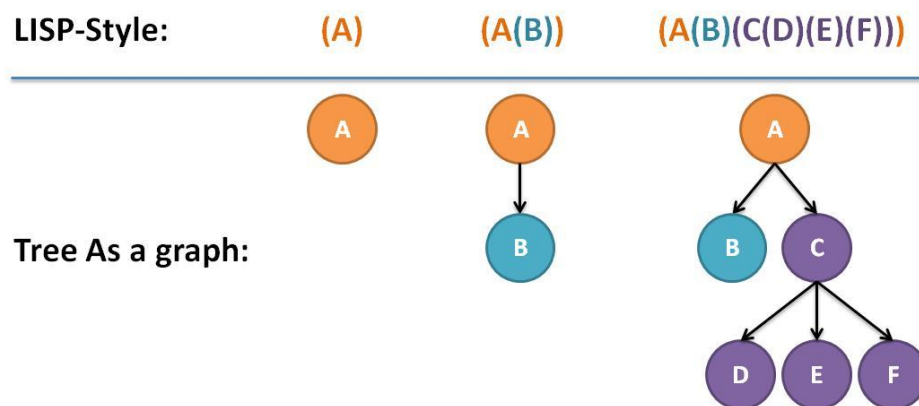 LISP-Style: (A) (A(B)) (A(B)(C(D)(E)(F)))
A A A
Tree As a graph: B B C
D E F